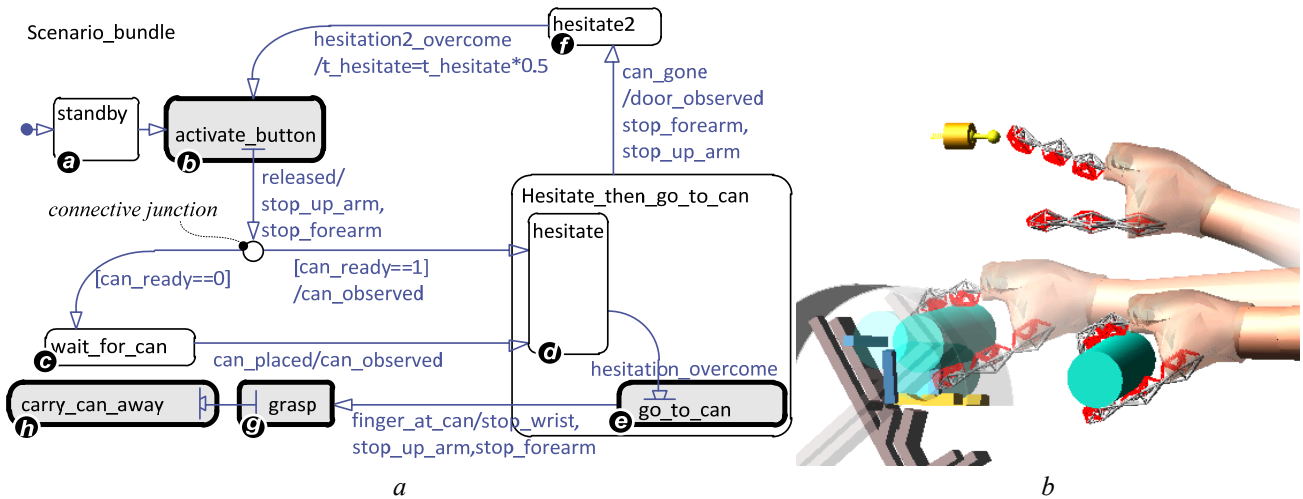 Scenario_bundle
hesitate2
f
hesitation2_overcome
/t_hesitate=t_hesitate*0.5
can_gone
/door_observed
stop_forearm,
stop_up_arm
standby
a
activate_button
b
released/
stop_up_arm,
stop_forearm
connective junction
Hesitate_then_go_to_can
hesitate
d
[can_ready==0]
[can_ready==1]
/can_observed
wait_for_can
c
can_placed/can_observed
hesitation_overcome
carry_can_away
h
grasp
g
go_to_can
e
finger_at_can/stop_wrist,
stop_up_arm,stop_forearm
a
b